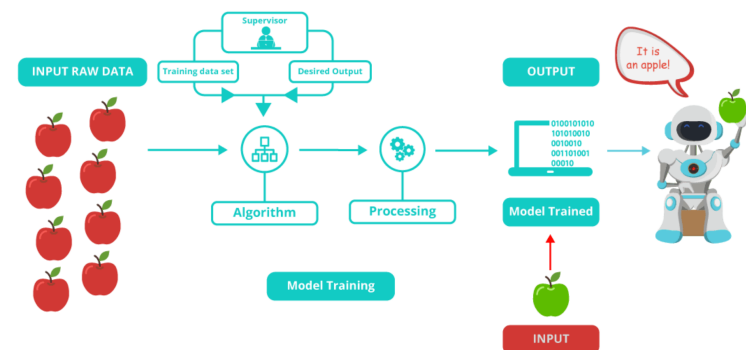 Supervisor
INPUT RAW DATA
Training data set
Desired Output
OUTPUT
It is
an apple!
0100101010
101010010
0010010
001101001
00010
Algorithm
Processing
Model Trained
Model Training
INPUT